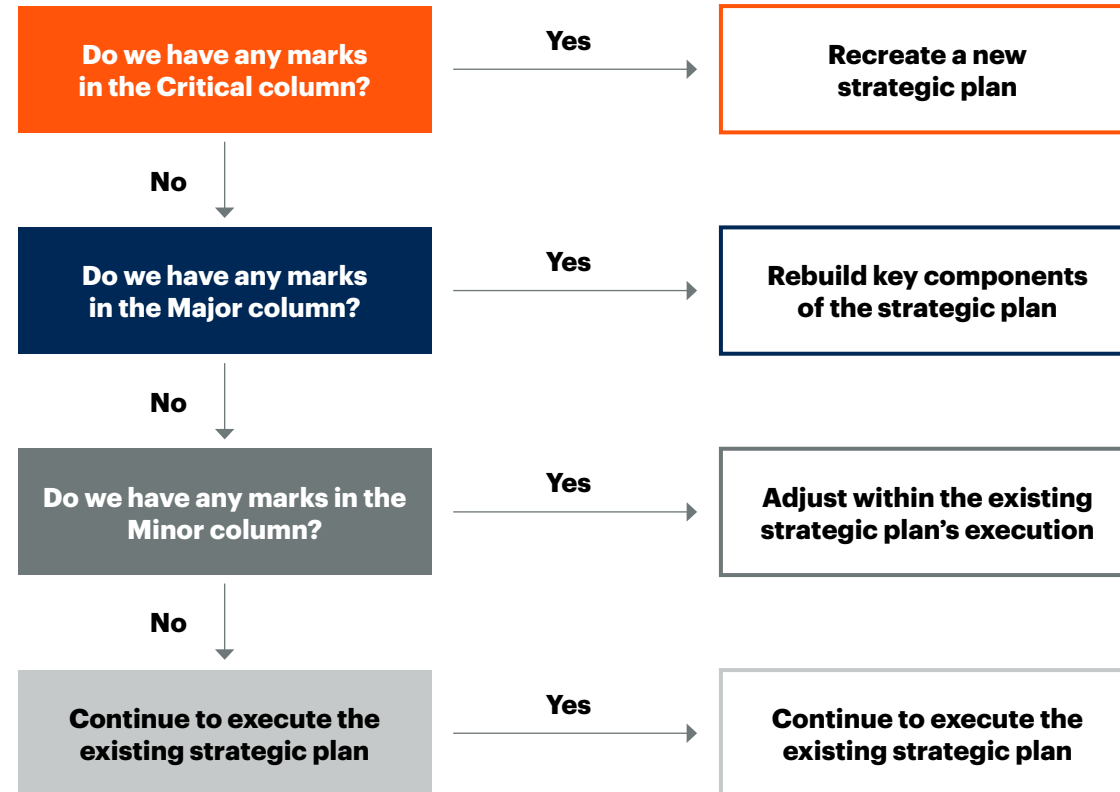 Do we have any marks
in the Critical column?
Yes
Recreate a new
strategic plan
No
Do we have any marks
in the Major column?
Yes
Rebuild key components
of the strategic plan
No
Do we have any marks in the
Minor column?
Yes
Adjust within the existing
strategic plan’s execution
No
Continue to execute the
existing strategic plan
Yes
Continue to execute the
existing strategic plan